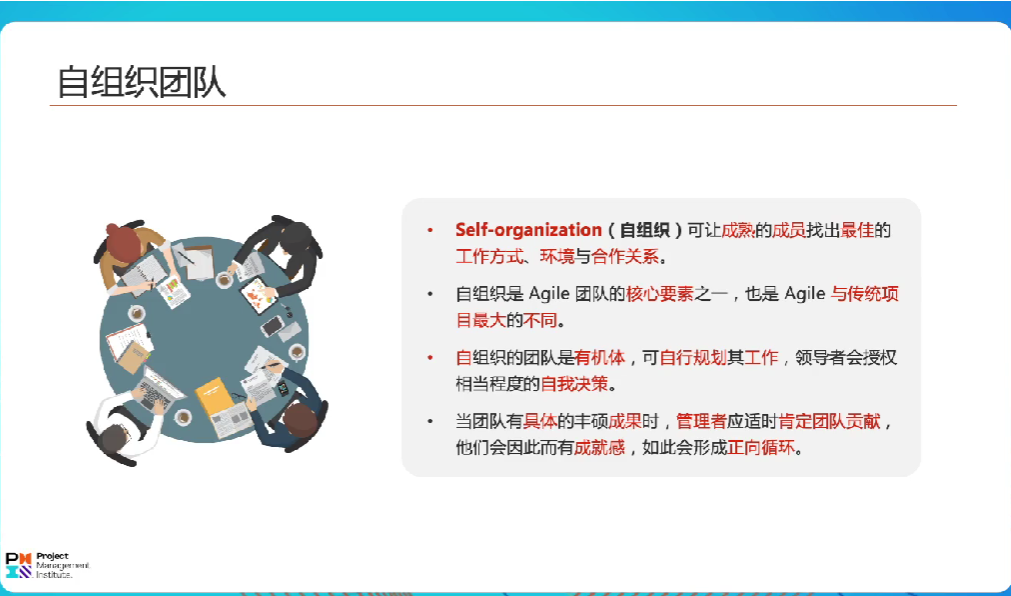 自组织团队
• Self-organization（自组织）可让成熟的成员找出最佳的
工作方式、环境与合作关系。
• 自组织是 Agile 团队的核心要素之一，也是 Agile 与传统项
目最大的不同。
• 自组织的团队是有机体，可自行规划其工作，领导者会授权
相当程度的自我决策。
• 当团队有具体的丰硕成果时，管理者应适时肯定团队贡献，
他们会因此而有成就感，如此会形成正向循环。
Project
Management
Institute.